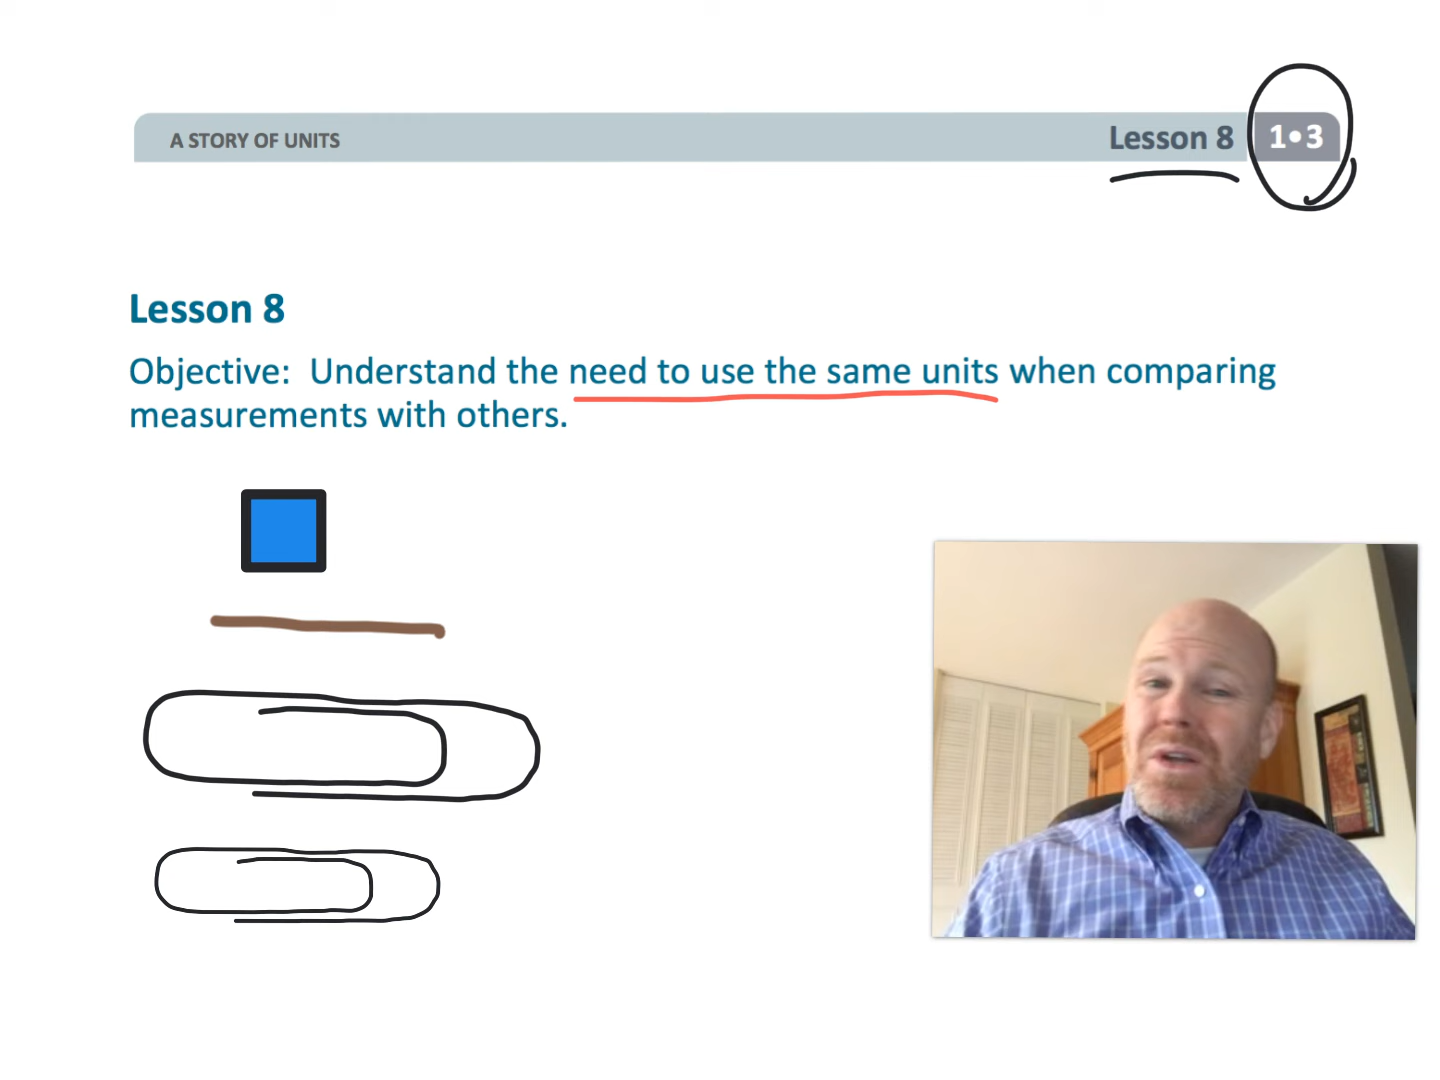 A STORY OF UNITS
Lesson 8 1•3
Lesson 8
Objective: Understand the need to use the same units when comparing
measurements with others.